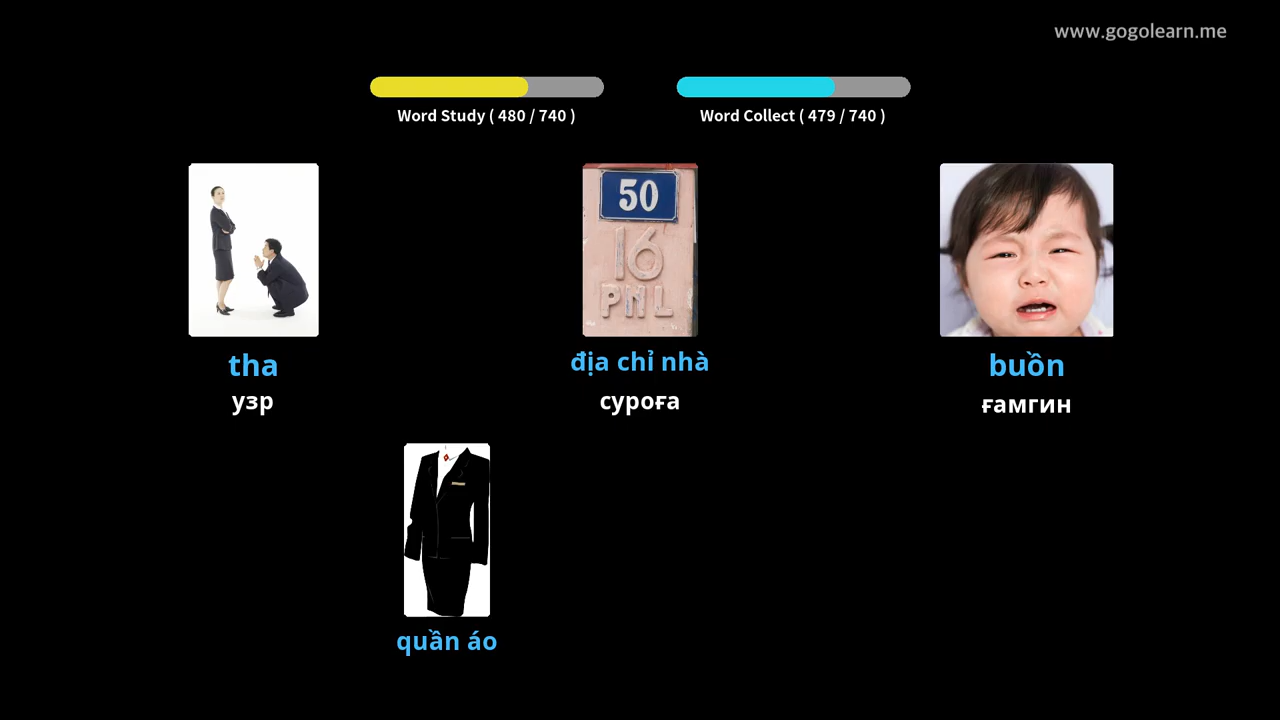 www.gogolearn.me
Word Study ( 480 / 740 )
Word Collect ( 479 / 740 )
50
16
PNL
tha
địa chỉ nhà
buồn
узр
суроға
ғамгин
quần áo